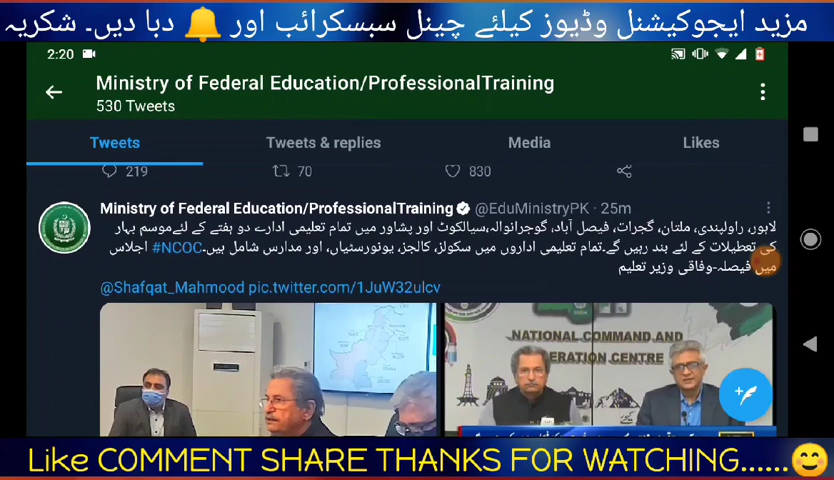 مزید ایجوکیشنل وڈیوز کیلئے چینل سبسکرائب اور 🔔 دبا دیں۔ شکریہ
2:20
Ministry of Federal Education/ProfessionalTraining
530 Tweets
Tweets Tweets & replies Media Likes
219 70 830
Ministry of Federal Education/ProfessionalTraining @EduMinistryPK · 25m
لاہور، راولپنڈی، ملتان، گجرات، فیصل آباد، گوجرانوالہ،سیالکوٹ اور پشاور میں تمام تعلیمی ادارے دو ہفتے کے لئےموسم بہار
کی تعطیلات کے لئے بند رہیں گے۔تمام تعلیمی اداروں میں سکولز، کالجز، یونورسٹیاں، اور مدارس شامل ہیں۔#NCOC اجلاس
میں فیصلہ-وفاقی وزیر تعلیم
@Shafqat_Mahmood pic.twitter.com/1JuW32ulcv
NATIONAL COMMAND AND
OPERATION CENTRE
Like COMMENT SHARE THANKS FOR WATCHING......😊